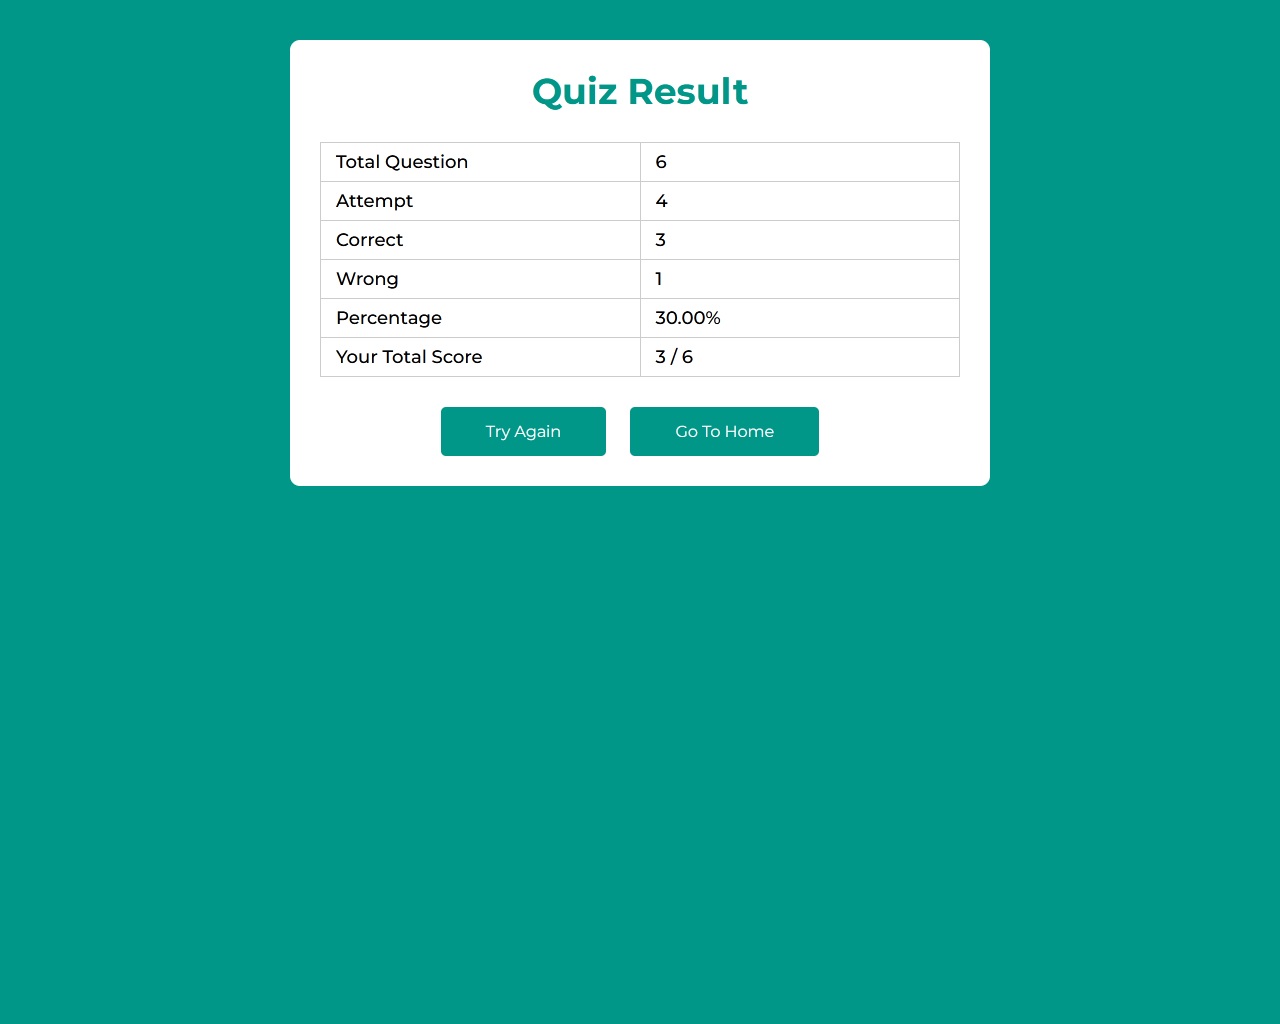 Quiz Result
Total Question 6
Attempt 4
Correct 3
Wrong 1
Percentage 30.00%
Your Total Score 3 / 6
Try Again Go To Home